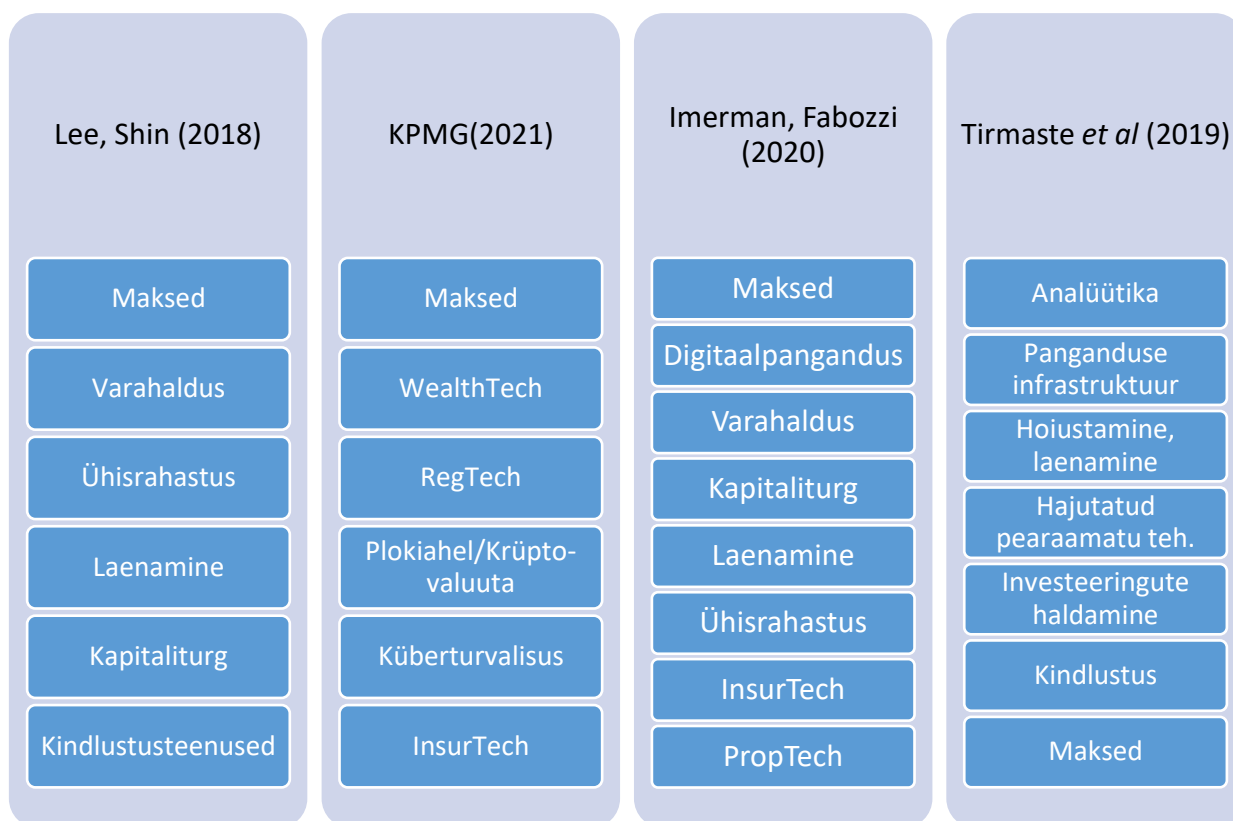 Lee, Shin (2018)
Maksed
Varahaldus
Ühisrahastus
Laenamine
Kapitaliturg
Kindlustusteenused
KPMG(2021)
Maksed
WealthTech
RegTech
Plokiahel/Krüpto-
valuuta
Küberturvalisus
InsurTech
Imerman, Fabozzi
(2020)
Maksed
Digitaalpangandus
Varahaldus
Kapitaliturg
Laenamine
Ühisrahastus
InsurTech
PropTech
Tirmaste et al (2019)
Analüütika
Panganduse
infrastruktuur
Hoiustamine,
laenamine
Hajutatud
pearaamatu teh.
Investeeringute
haldamine
Kindlustus
Maksed